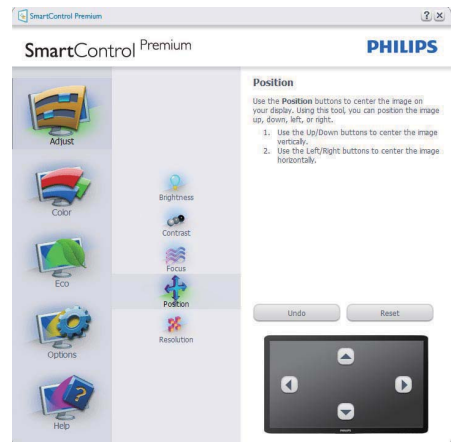 SmartControl Premium
SmartControl Premium
PHILIPS
Adjust
Color
Eco
Options
Help
Brightness
Contrast
Focus
Position
Resolution
Position
Use the Position buttons to center the image on
your display. Using this tool, you can position the image
up, down, left, or right.
1. Use the Up/Down buttons to center the image
vertically.
2. Use the Left/Right buttons to center the image
horizontally.
Undo
Reset
PHILIPS